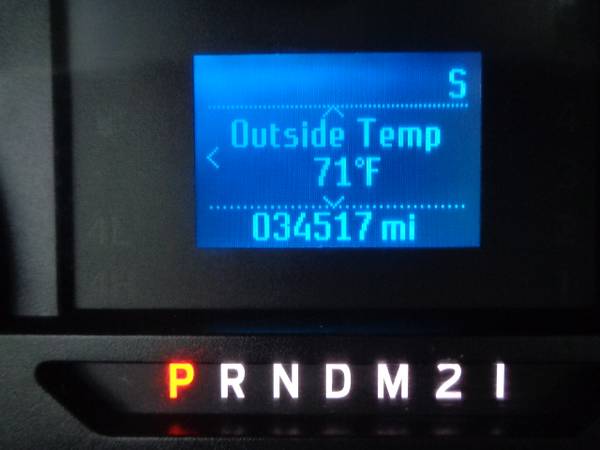 S
Outside Temp
71°F
034517 mi
P R N D M 2 1